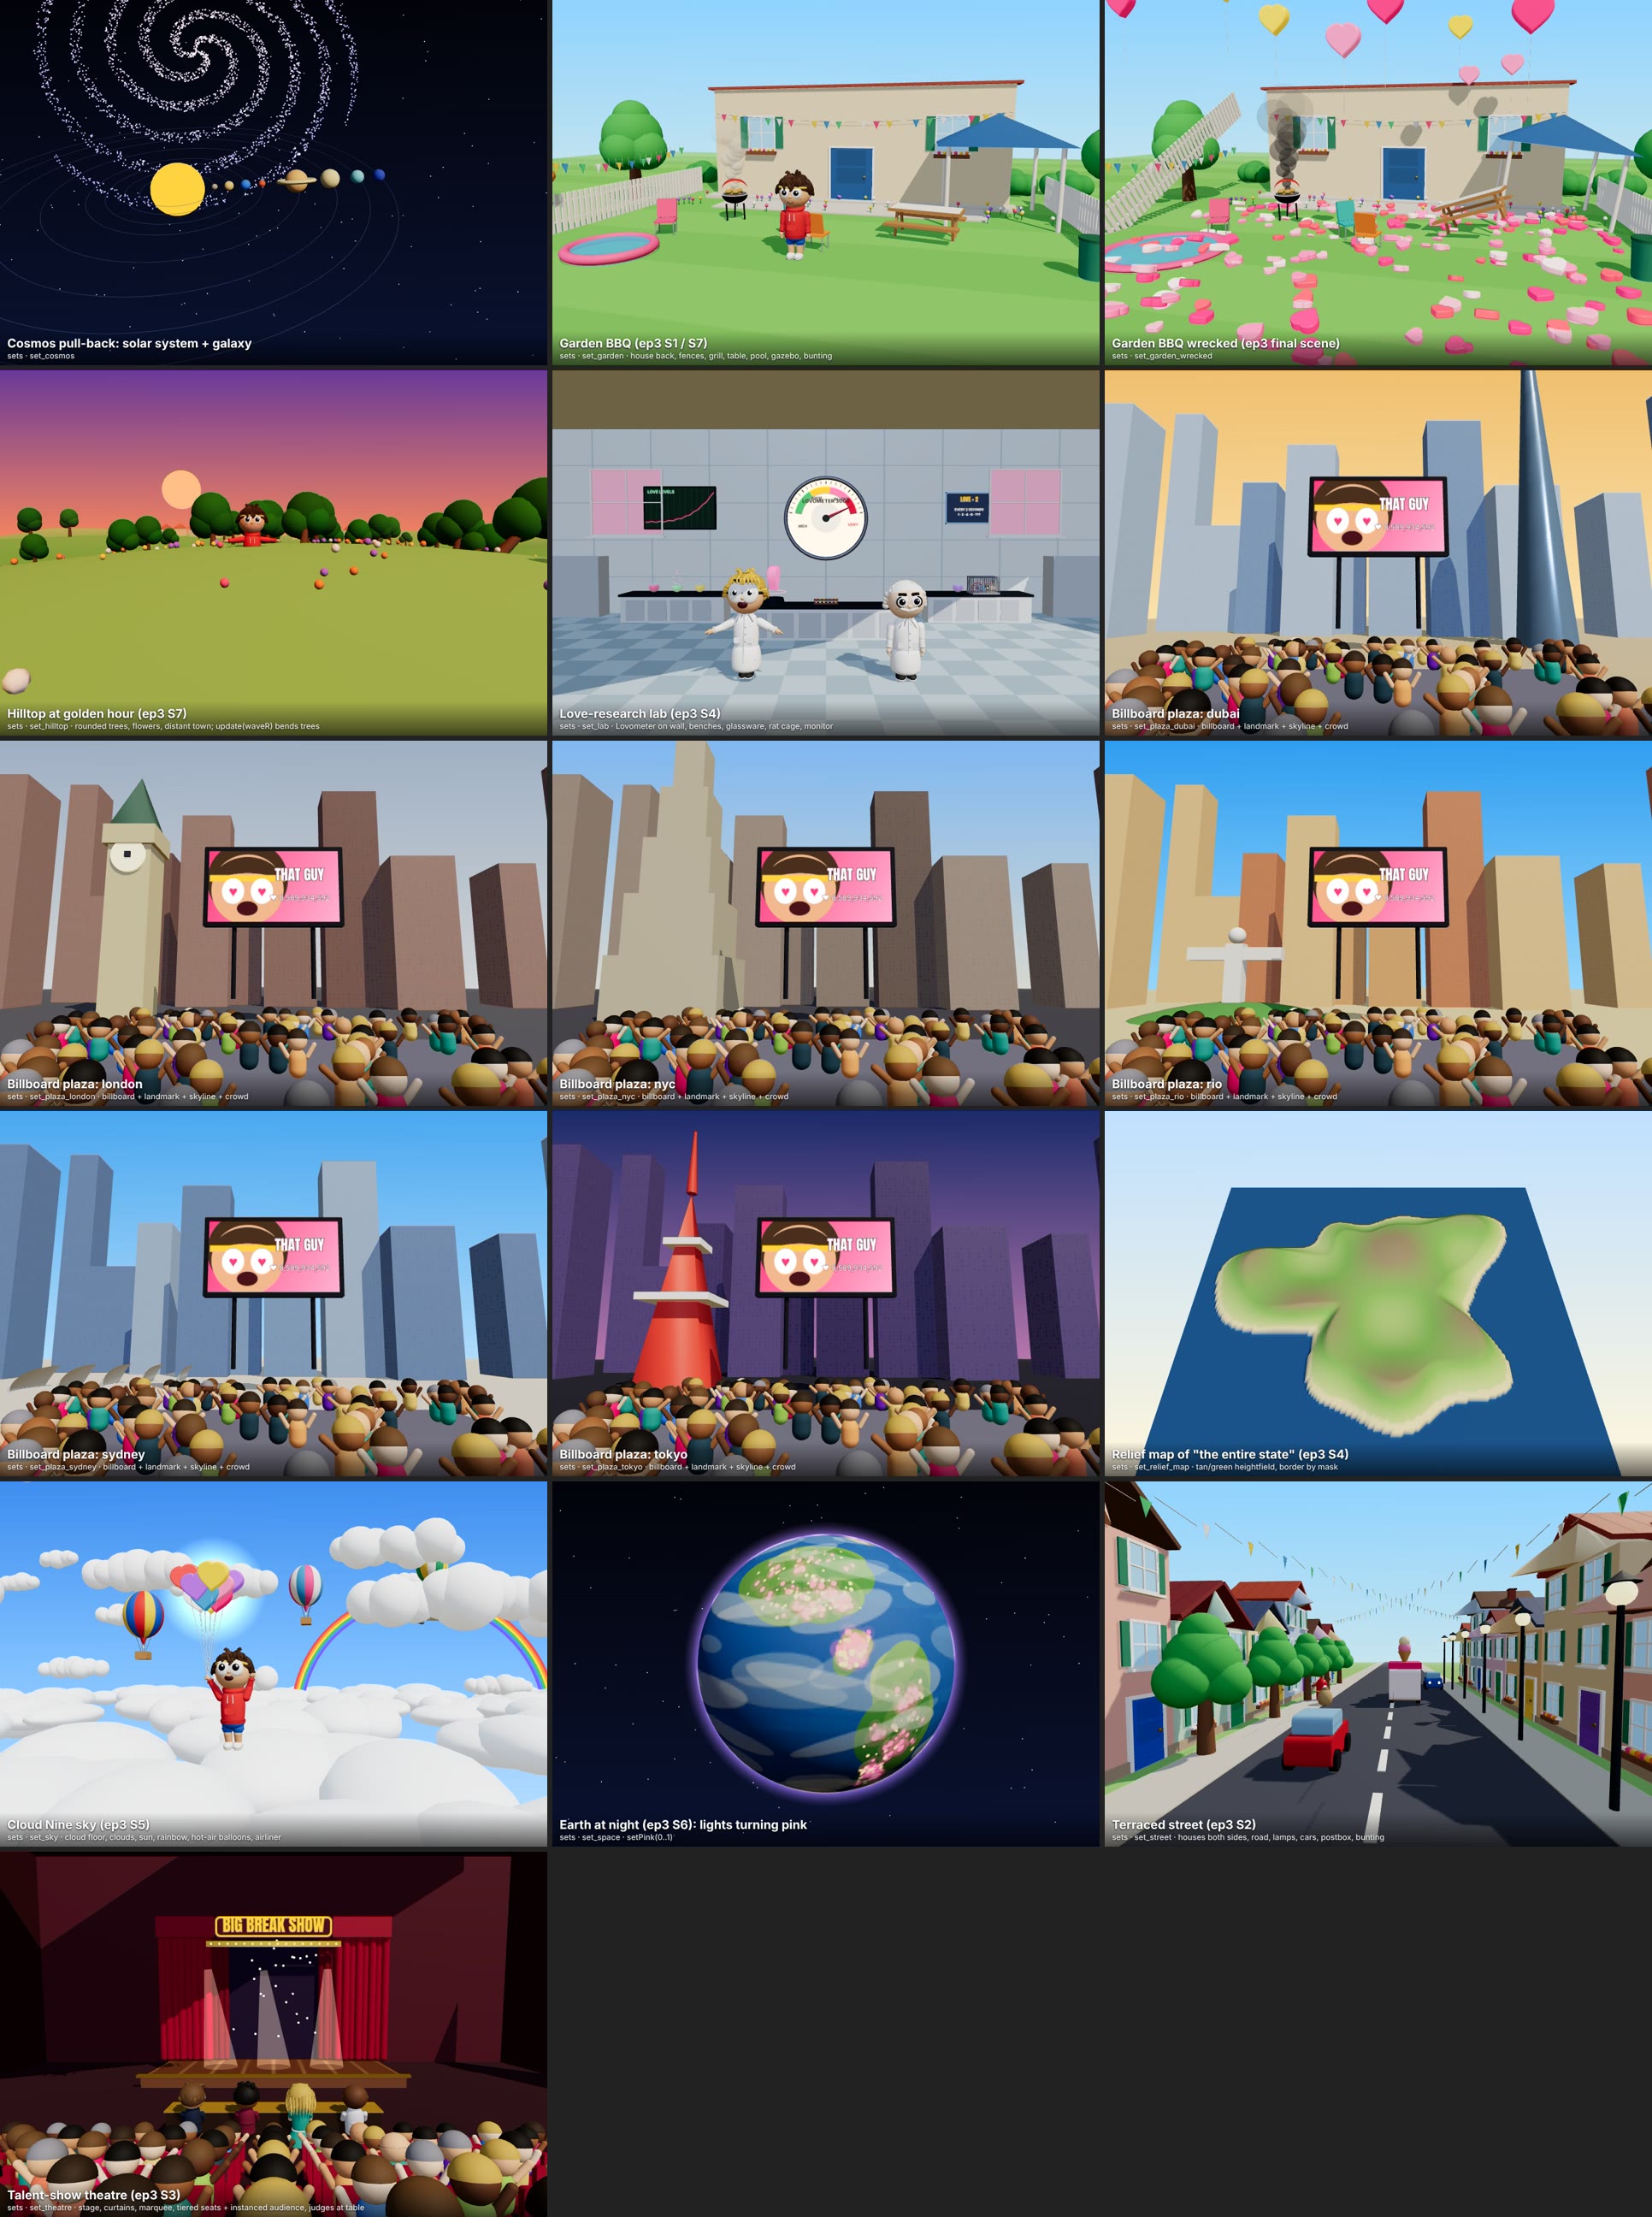 Cosmos pull-back: solar system + galaxy
sets · set_cosmos
Garden BBQ (ep3 S1 / S7)
sets · set_garden · house back, fences, grill, table, pool, gazebo, bunting
Garden BBQ wrecked (ep3 final scene)
sets · set_garden_wrecked
LOVE LEVELS
LOVE - 2
Hilltop at golden hour (ep3 S7)
sets · set_hilltop · rounded trees, flowers, distant town; update(waveR) bends trees
Love-research lab (ep3 S4)
sets · set_lab · Lovometer on wall, benches, glassware, rat cage, monitor
THAT GUY
Billboard plaza: dubai
sets · set_plaza_dubai · billboard + landmark + skyline + crowd
THAT GUY
Billboard plaza: london
sets · set_plaza_london · billboard + landmark + skyline + crowd
THAT GUY
Billboard plaza: nyc
sets · set_plaza_nyc · billboard + landmark + skyline + crowd
THAT GUY
Billboard plaza: rio
sets · set_plaza_rio · billboard + landmark + skyline + crowd
THAT GUY
Billboard plaza: sydney
sets · set_plaza_sydney · billboard + landmark + skyline + crowd
THAT GUY
Billboard plaza: tokyo
sets · set_plaza_tokyo · billboard + landmark + skyline + crowd
Relief map of "the entire state" (ep3 S4)
sets · set_relief_map · tan/green heightfield, border by mask
Cloud Nine sky (ep3 S5)
sets · set_sky · cloud floor, clouds, sun, rainbow, hot-air balloons, airliner
Earth at night (ep3 S6): lights turning pink
sets · set_space · setPink(0..1)
Terraced street (ep3 S2)
sets · set_street · houses both sides, road, lamps, cars, postbox, bunting
BIG BREAK SHOW
Talent-show theatre (ep3 S3)
sets · set_theatre · stage, curtains, marquee, tiered seats + instanced audience, judges at table